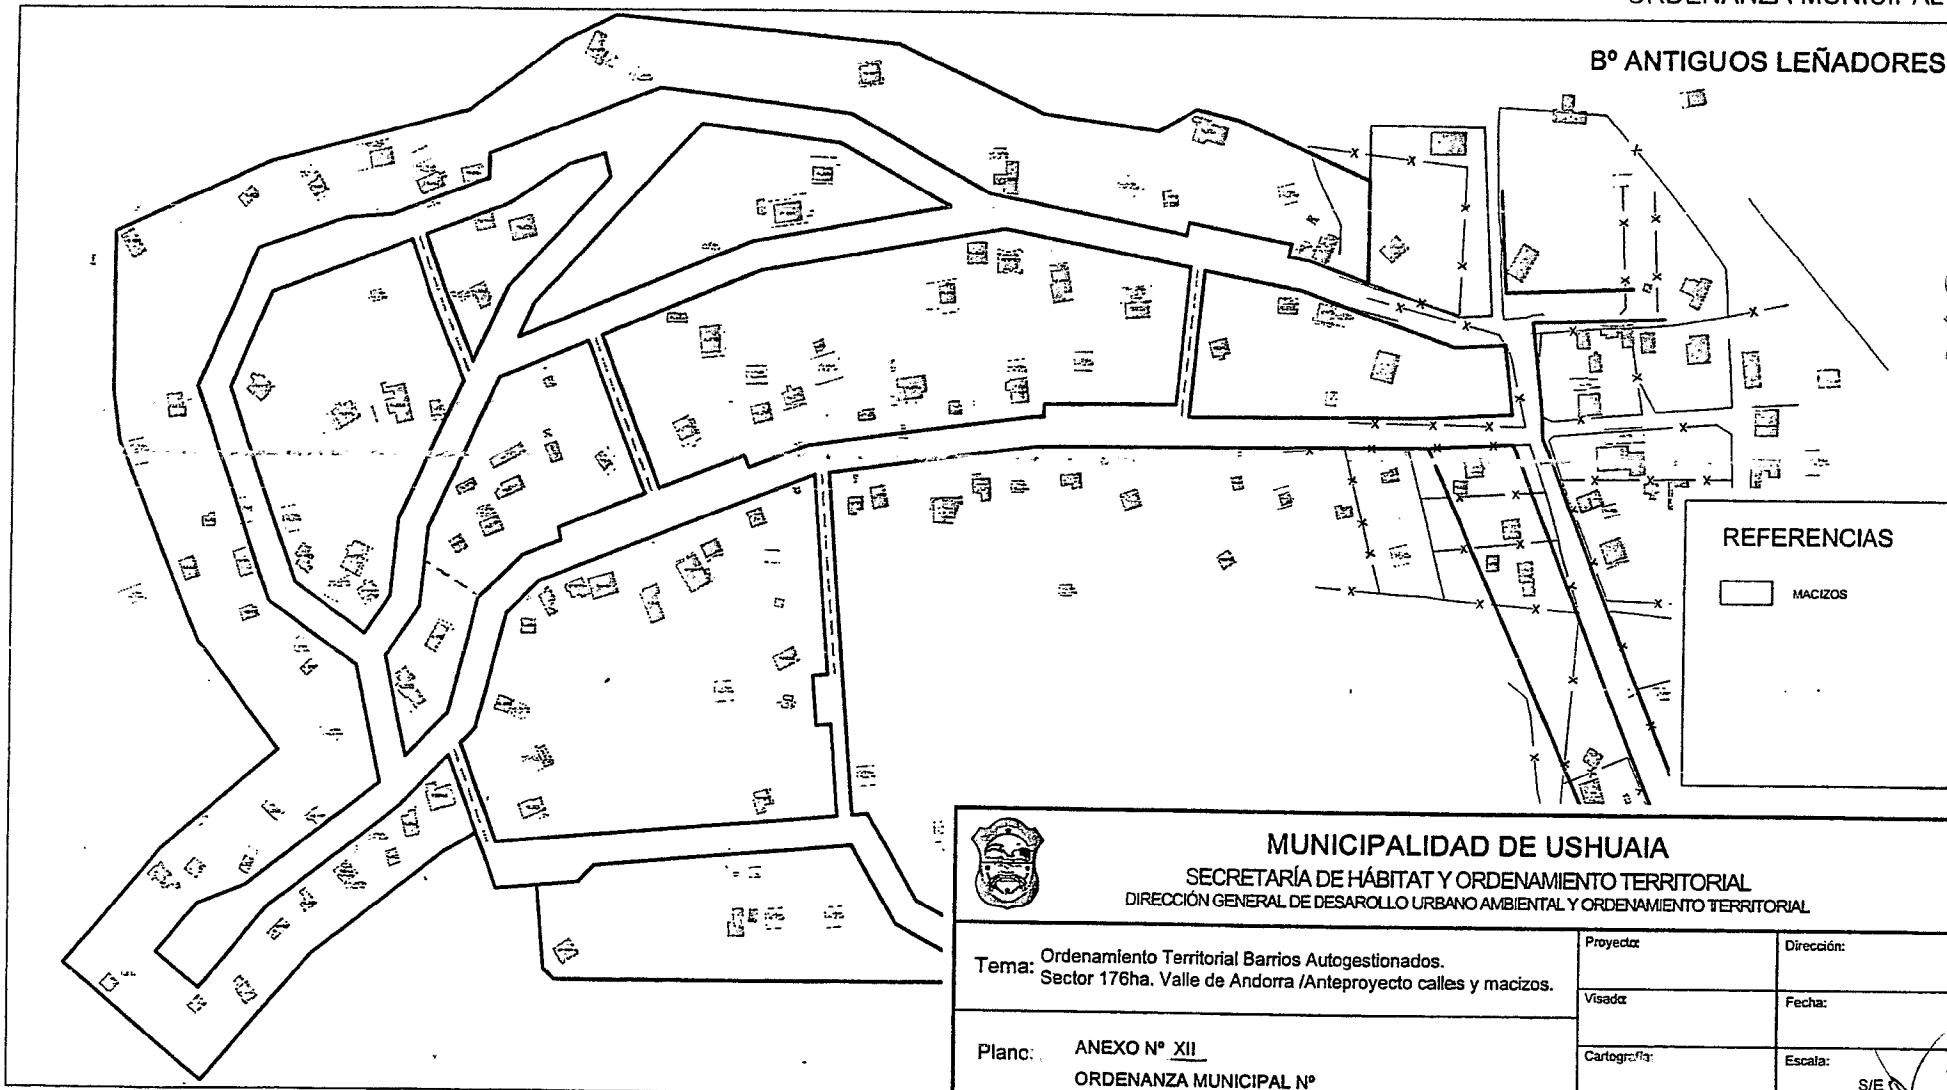 ORDENANZA MUNICIPAL
Bº ANTIGUOS LEÑADORES
REFERENCIAS
MACIZOS
MUNICIPALIDAD DE USHUAIA
SECRETARÍA DE HÁBITAT Y ORDENAMIENTO TERRITORIAL
DIRECCIÓN GENERAL DE DESAROLLO URBANO AMBIENTAL Y ORDENAMIENTO TERRITORIAL
Tema: Ordenamiento Territorial Barrios Autogestionados.
Sector 176ha. Valle de Andorra /Anteproyecto calles y macizos.
Proyecto:
Dirección:
Visado:
Fecha:
Plano: ANEXO Nº XII
ORDENANZA MUNICIPAL Nº
Cartografía:
Escala:
S/E